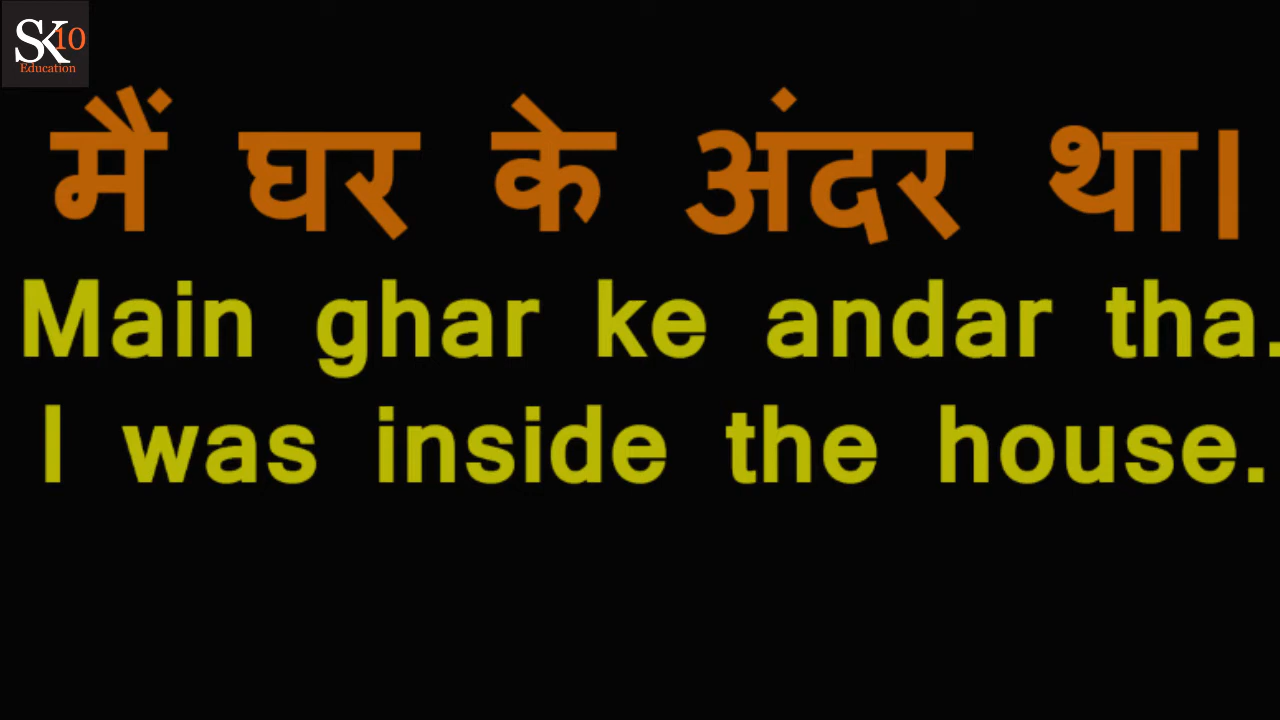 SK10
Education
मैं घर के अंदर था।
Main ghar ke andar tha.
I was inside the house.